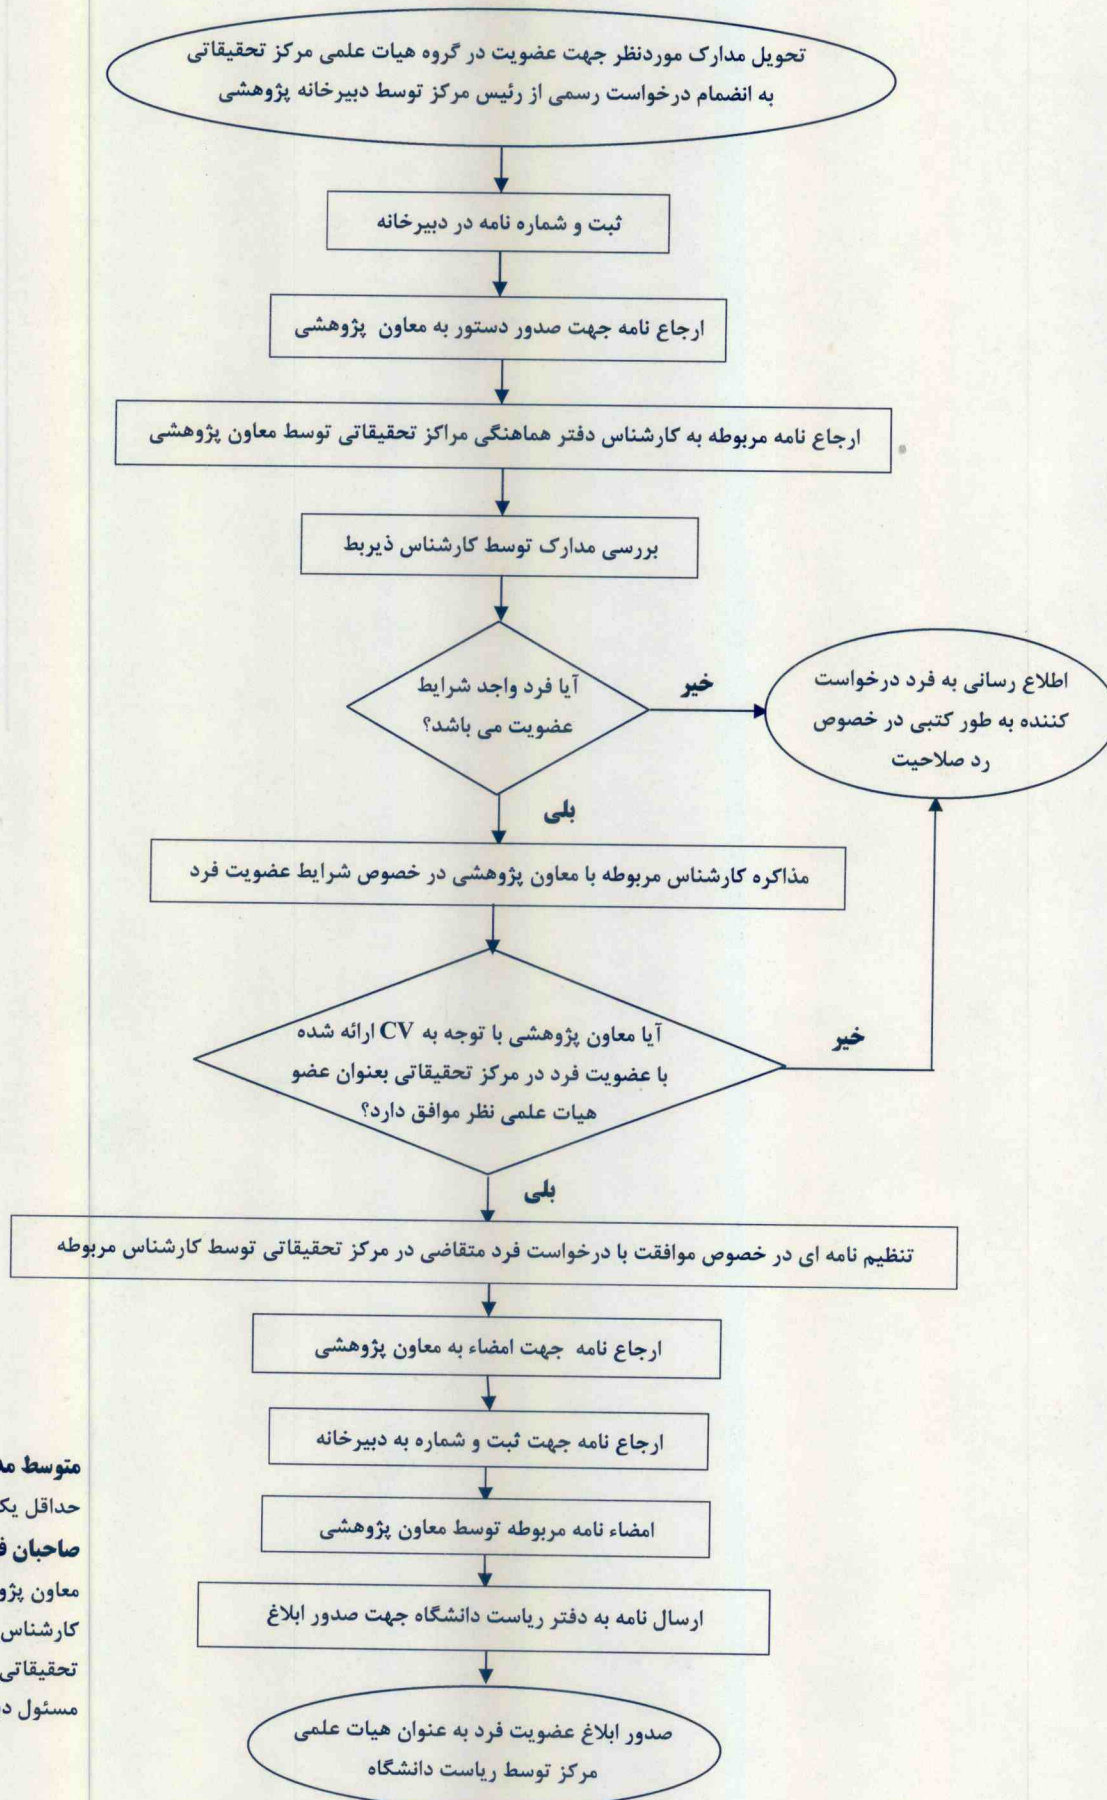 تحویل مدارک موردنظر جهت عضویت در گروه هیات علمی مرکز تحقیقاتی
به انضمام درخواست رسمی از رئیس مرکز توسط دبیرخانه پژوهشی
ثبت و شماره نامه در دبیرخانه
ارجاع نامه جهت صدور دستور به معاون پژوهشی
ارجاع نامه مربوطه به کارشناس دفتر هماهنگی مراکز تحقیقاتی توسط معاون پژوهشی
بررسی مدارک توسط کارشناس ذیربط
آیا فرد واجد شرایط
عضویت می باشد؟
خیر
اطلاع رسانی به فرد درخواست
کننده به طور کتبی در خصوص
رد صلاحیت
بلی
مذاکره کارشناس مربوطه با معاون پژوهشی در خصوص شرایط عضویت فرد
آیا معاون پژوهشی با توجه به CV ارائه شده
با عضویت فرد در مرکز تحقیقاتی بعنوان عضو
هیات علمی نظر موافق دارد؟
خیر
بلی
تنظیم نامه ای در خصوص موافقت با درخواست فرد متقاضی در مرکز تحقیقاتی توسط کارشناس مربوطه
ارجاع نامه جهت امضاء به معاون پژوهشی
ارجاع نامه جهت ثبت و شماره به دبیرخانه
امضاء نامه مربوطه توسط معاون پژوهشی
ارسال نامه به دفتر ریاست دانشگاه جهت صدور ابلاغ
صدور ابلاغ عضویت فرد به عنوان هیات علمی
مرکز توسط ریاست دانشگاه
متوسط
حداقل یک
صاحبان
معاون
کارشناس
تحقیقاتی
مسئول